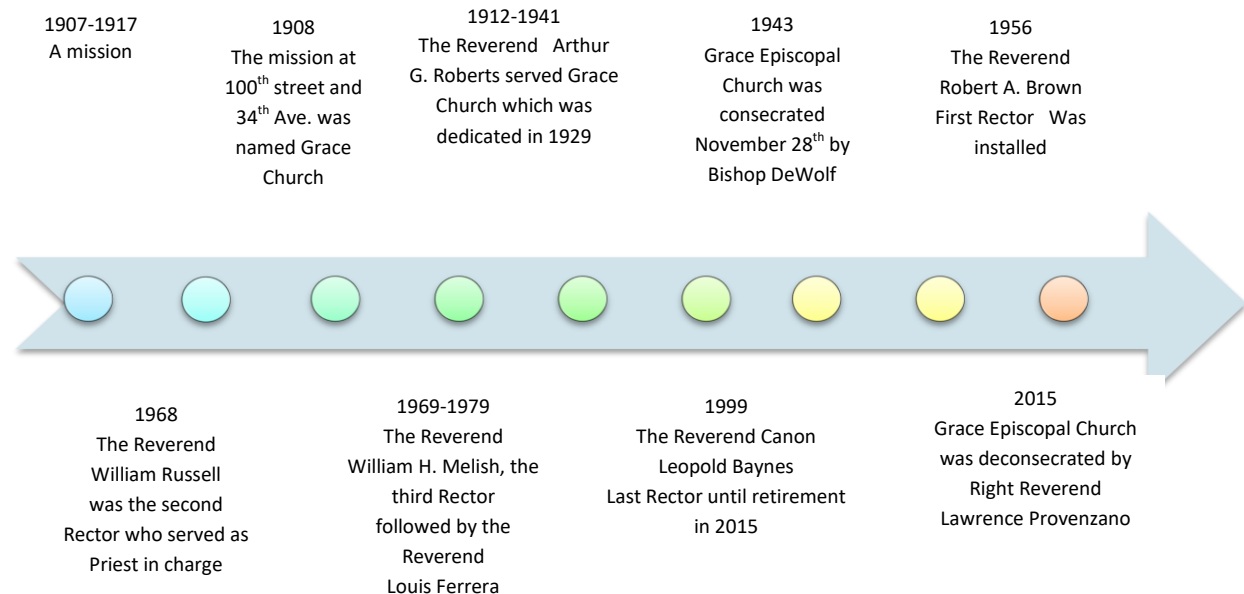 1907-1917
A mission
1908
The mission at
100th street and
34th Ave. was
named Grace
Church
1912-1941
The Reverend Arthur
G. Roberts served Grace
Church which was
dedicated in 1929
1943
Grace Episcopal
Church was
consecrated
November 28th by
Bishop DeWolf
1956
The Reverend
Robert A. Brown
First Rector Was
installed
1968
The Reverend
William Russell
was the second
Rector who served as
Priest in charge
1969-1979
The Reverend
William H. Melish, the
third Rector
followed by the
Reverend
Louis Ferrera
1999
The Reverend Canon
Leopold Baynes
Last Rector until retirement
in 2015
2015
Grace Episcopal Church
was deconsecrated by
Right Reverend
Lawrence Provenzano